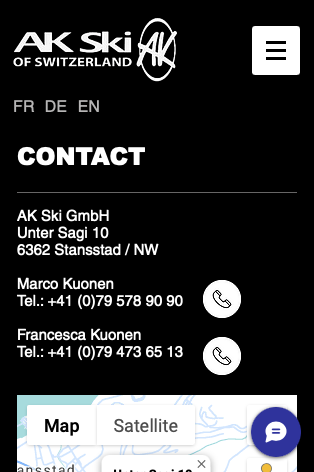 AK Ski
OF SWITZERLAND
AK
FR DE EN
CONTACT
AK Ski GmbH
Unter Sagi 10
6362 Stansstad / NW
Marco Kuonen
Tel.: +41 (0)79 578 90 90
Francesca Kuonen
Tel.: +41 (0)79 473 65 13
Map
Satellite
ansstad
Unter Sagi 10